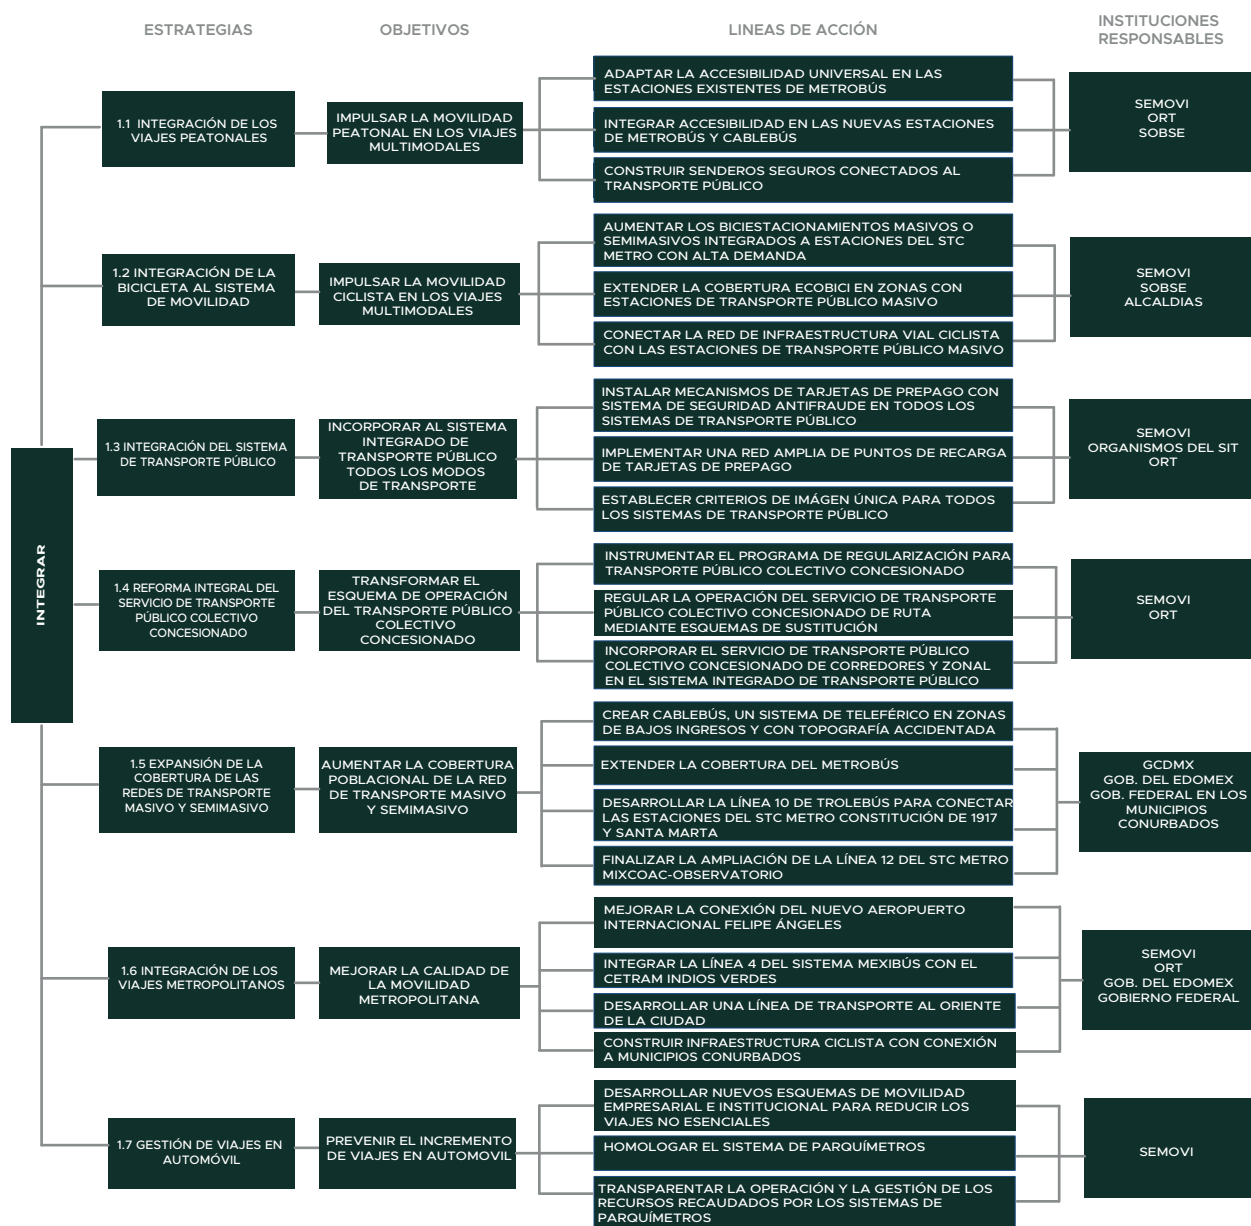 ESTRATEGIAS
OBJETIVOS
LINEAS DE ACCIÓN
INSTITUCIONES
RESPONSABLES
INTEGRAR
1.1 INTEGRACIÓN DE LOS
VIAJES PEATONALES
IMPULSAR LA MOVILIDAD
PEATONAL EN LOS VIAJES
MULTIMODALES
ADAPTAR LA ACCESIBILIDAD UNIVERSAL EN LAS
ESTACIONES EXISTENTES DE METROBÚS
INTEGRAR ACCESIBILIDAD EN LAS NUEVAS ESTACIONES
DE METROBÚS Y CABLEBÚS
CONSTRUIR SENDEROS SEGUROS CONECTADOS AL
TRANSPORTE PÚBLICO
SEMOVI
ORT
SOBSE
1.2 INTEGRACIÓN DE LA
BICICLETA AL SISTEMA
DE MOVILIDAD
IMPULSAR LA MOVILIDAD
CICLISTA EN LOS VIAJES
MULTIMODALES
AUMENTAR LOS BICIESTACIONAMIENTOS MASIVOS O
SEMIMASIVOS INTEGRADOS A ESTACIONES DEL STC
METRO CON ALTA DEMANDA
EXTENDER LA COBERTURA ECOBICI EN ZONAS CON
ESTACIONES DE TRANSPORTE PÚBLICO MASIVO
CONECTAR LA RED DE INFRAESTRUCTURA VIAL CICLISTA
CON LAS ESTACIONES DE TRANSPORTE PÚBLICO MASIVO
SEMOVI
SOBSE
ALCALDIAS
1.3 INTEGRACIÓN DEL SISTEMA
DE TRANSPORTE PÚBLICO
INCORPORAR AL SISTEMA
INTEGRADO DE
TRANSPORTE PÚBLICO
TODOS LOS MODOS
DE TRANSPORTE
INSTALAR MECANISMOS DE TARJETAS DE PREPAGO CON
SISTEMA DE SEGURIDAD ANTIFRAUDE EN TODOS LOS
SISTEMAS DE TRANSPORTE PÚBLICO
IMPLEMENTAR UNA RED AMPLIA DE PUNTOS DE RECARGA
DE TARJETAS DE PREPAGO
ESTABLECER CRITERIOS DE IMÁGEN ÚNICA PARA TODOS
LOS SISTEMAS DE TRANSPORTE PÚBLICO
SEMOVI
ORGANISMOS DEL SIT
ORT
1.4 REFORMA INTEGRAL DEL
SERVICIO DE TRANSPORTE
PÚBLICO COLECTIVO
CONCESIONADO
TRANSFORMAR EL
ESQUEMA DE OPERACIÓN
DEL TRANSPORTE PÚBLICO
COLECTIVO
CONCESIONADO
INSTRUMENTAR EL PROGRAMA DE REGULARIZACIÓN PARA
TRANSPORTE PÚBLICO COLECTIVO CONCESIONADO
REGULAR LA OPERACIÓN DEL SERVICIO DE TRANSPORTE
PÚBLICO COLECTIVO CONCESIONADO DE RUTA
MEDIANTE ESQUEMAS DE SUSTITUCIÓN
INCORPORAR EL SERVICIO DE TRANSPORTE PÚBLICO
COLECTIVO CONCESIONADO DE CORREDORES Y ZONAL
EN EL SISTEMA INTEGRADO DE TRANSPORTE PÚBLICO
SEMOVI
ORT
1.5 EXPANSIÓN DE LA
COBERTURA DE LAS
REDES DE TRANSPORTE
MASIVO Y SEMIMASIVO
AUMENTAR LA COBERTURA
POBLACIONAL DE LA RED
DE TRANSPORTE MASIVO
Y SEMIMASIVO
CREAR CABLEBÚS, UN SISTEMA DE TELEFÉRICO EN ZONAS
DE BAJOS INGRESOS Y CON TOPOGRAFÍA ACCIDENTADA
EXTENDER LA COBERTURA DEL METROBÚS
DESARROLLAR LA LÍNEA 10 DE TROLEBÚS PARA CONECTAR
LAS ESTACIONES DEL STC METRO CONSTITUCIÓN DE 1917
Y SANTA MARTA
FINALIZAR LA AMPLIACIÓN DE LA LÍNEA 12 DEL STC METRO
MIXCOAC-OBSERVATORIO
GCDMX
GOB. DEL EDOMEX
GOB. FEDERAL EN LOS
MUNICIPIOS
CONURBADOS
1.6 INTEGRACIÓN DE LOS
VIAJES METROPOLITANOS
MEJORAR LA CALIDAD DE
LA MOVILIDAD
METROPOLITANA
MEJORAR LA CONEXIÓN DEL NUEVO AEROPUERTO
INTERNACIONAL FELIPE ÁNGELES
INTEGRAR LA LÍNEA 4 DEL SISTEMA MEXIBÚS CON EL
CETRAM INDIOS VERDES
DESARROLLAR UNA LÍNEA DE TRANSPORTE AL ORIENTE
DE LA CIUDAD
CONSTRUIR INFRAESTRUCTURA CICLISTA CON CONEXIÓN
A MUNICIPIOS CONURBADOS
SEMOVI
ORT
GOB. DEL EDOMEX
GOBIERNO FEDERAL
1.7 GESTIÓN DE VIAJES EN
AUTOMÓVIL
PREVENIR EL INCREMENTO
DE VIAJES EN AUTOMOVIL
DESARROLLAR NUEVOS ESQUEMAS DE MOVILIDAD
EMPRESARIAL E INSTITUCIONAL PARA REDUCIR LOS
VIAJES NO ESENCIALES
HOMOLOGAR EL SISTEMA DE PARQUÍMETROS
TRANSPARENTAR LA OPERACIÓN Y LA GESTIÓN DE LOS
RECURSOS RECAUDADOS POR LOS SISTEMAS DE
PARQUÍMETROS
SEMOVI